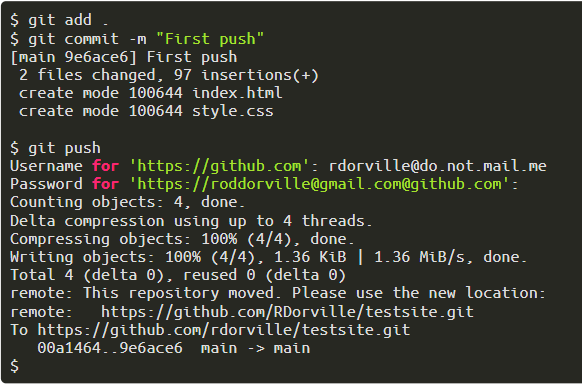 $ git add .
$ git commit -m "First push"
[main 9e6ace6] First push
 2 files changed, 97 insertions(+)
 create mode 100644 index.html
 create mode 100644 style.css

$ git push
Username for 'https://github.com': rdorville@do.not.mail.me
Password for 'https://roddorville@gmail.com@github.com':
Counting objects: 4, done.
Delta compression using up to 4 threads.
Compressing objects: 100% (4/4), done.
Writing objects: 100% (4/4), 1.36 KiB | 1.36 MiB/s, done.
Total 4 (delta 0), reused 0 (delta 0)
remote: This repository moved. Please use the new location:
remote:   https://github.com/RDorville/testsite.git
To https://github.com/rdorville/testsite.git
   00a1464..9e6ace6  main -> main
$